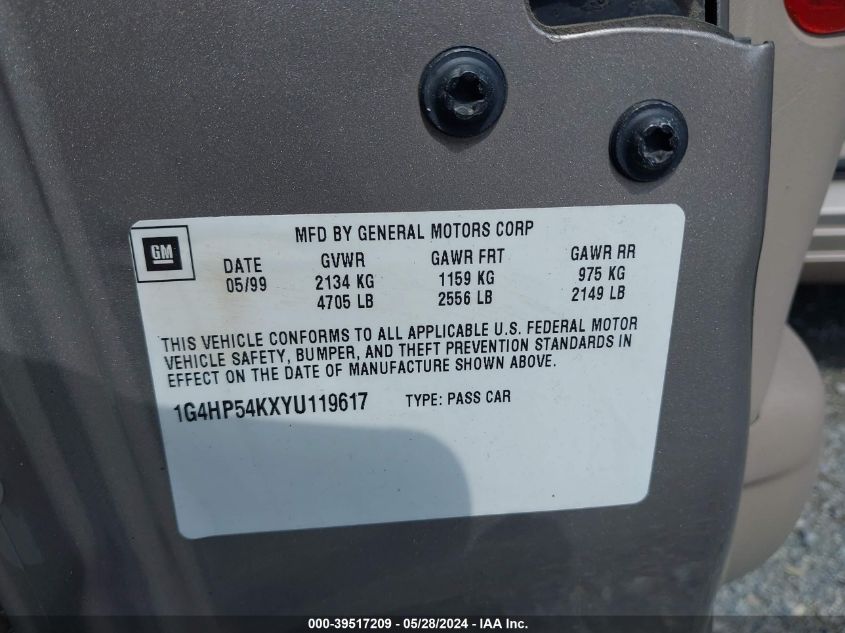 MFD BY GENERAL MOTORS CORP
GM
DATE GVWR GAWR FRT GAWR RR
05/99 2134 KG 1159 KG 975 KG
4705 LB 2556 LB 2149 LB
THIS VEHICLE CONFORMS TO ALL APPLICABLE U.S. FEDERAL MOTOR
VEHICLE SAFETY, BUMPER, AND THEFT PREVENTION STANDARDS IN
EFFECT ON THE DATE OF MANUFACTURE SHOWN ABOVE.
1G4HP54KXYU119617 TYPE: PASS CAR
000-39517209 - 05/28/2024 - IAA Inc.